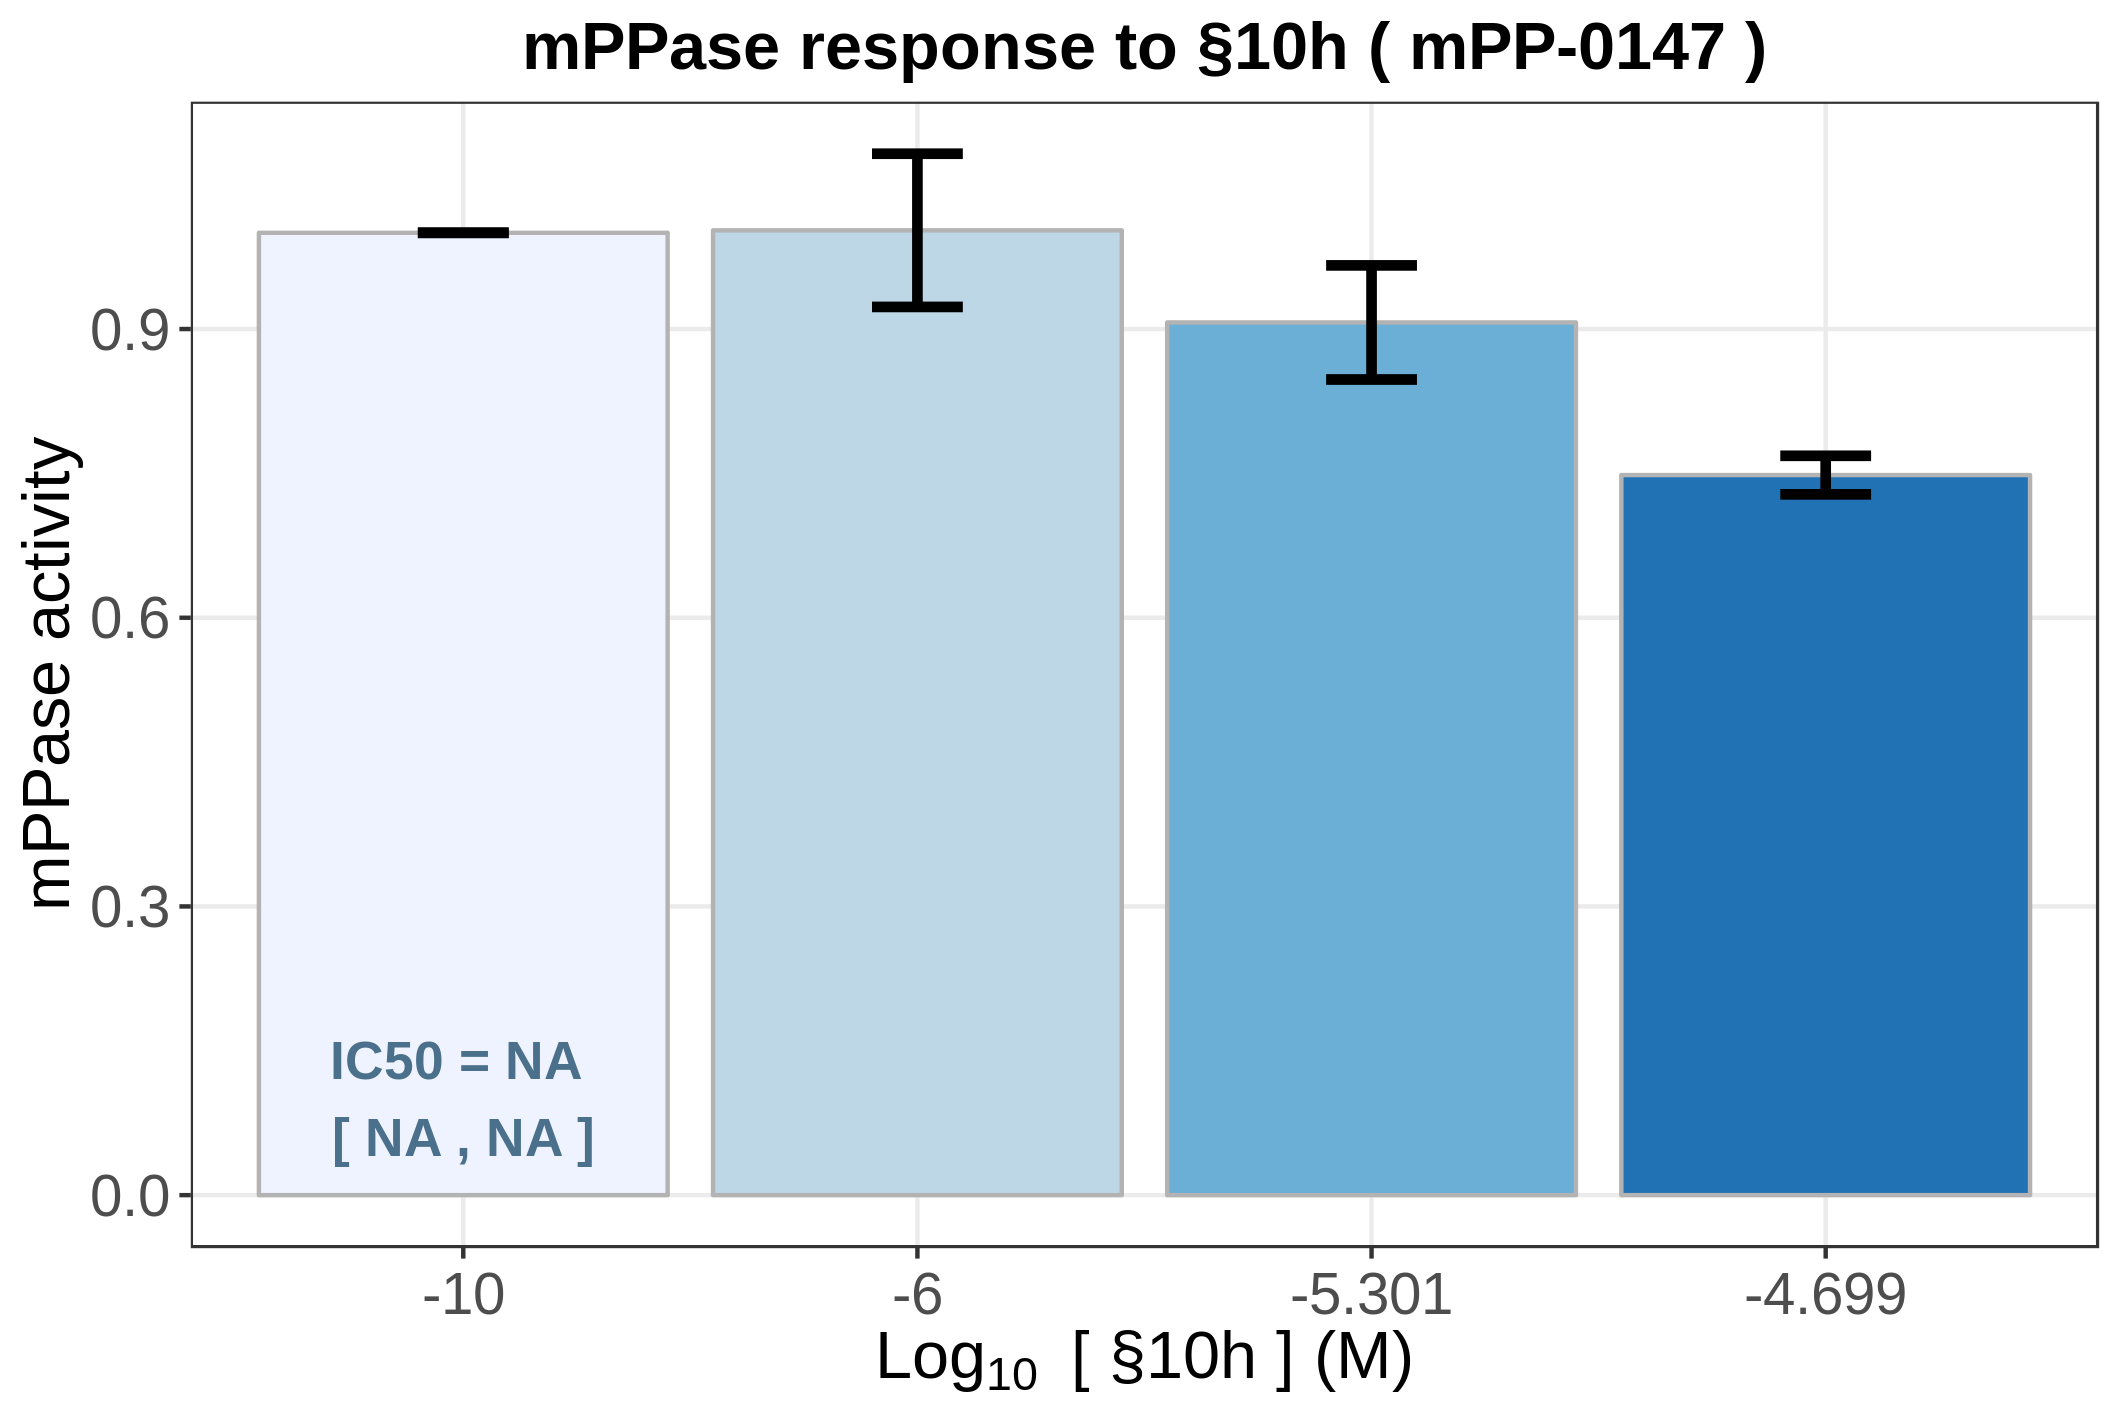 mPPase response to §10h ( mPP-0147 )
mPPase activity
0.9
0.6
0.3
0.0
IC50 = NA
[ NA , NA ]
-10
-6
-5.301
-4.699
Log10 [ §10h ] (M)